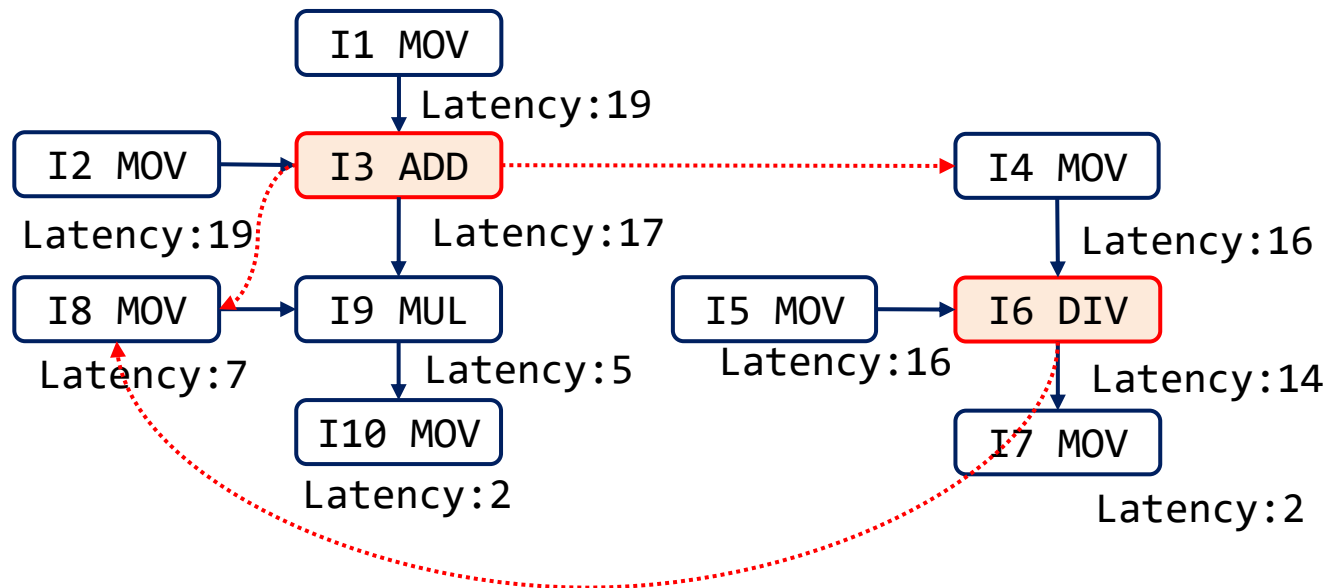 I1 MOV
Latency:19
I2 MOV
I3 ADD
I4 MOV
Latency:19
Latency:17
Latency:16
I8 MOV
I9 MUL
I5 MOV
I6 DIV
Latency:7
Latency:5
Latency:16
Latency:14
I10 MOV
I7 MOV
Latency:2
Latency:2